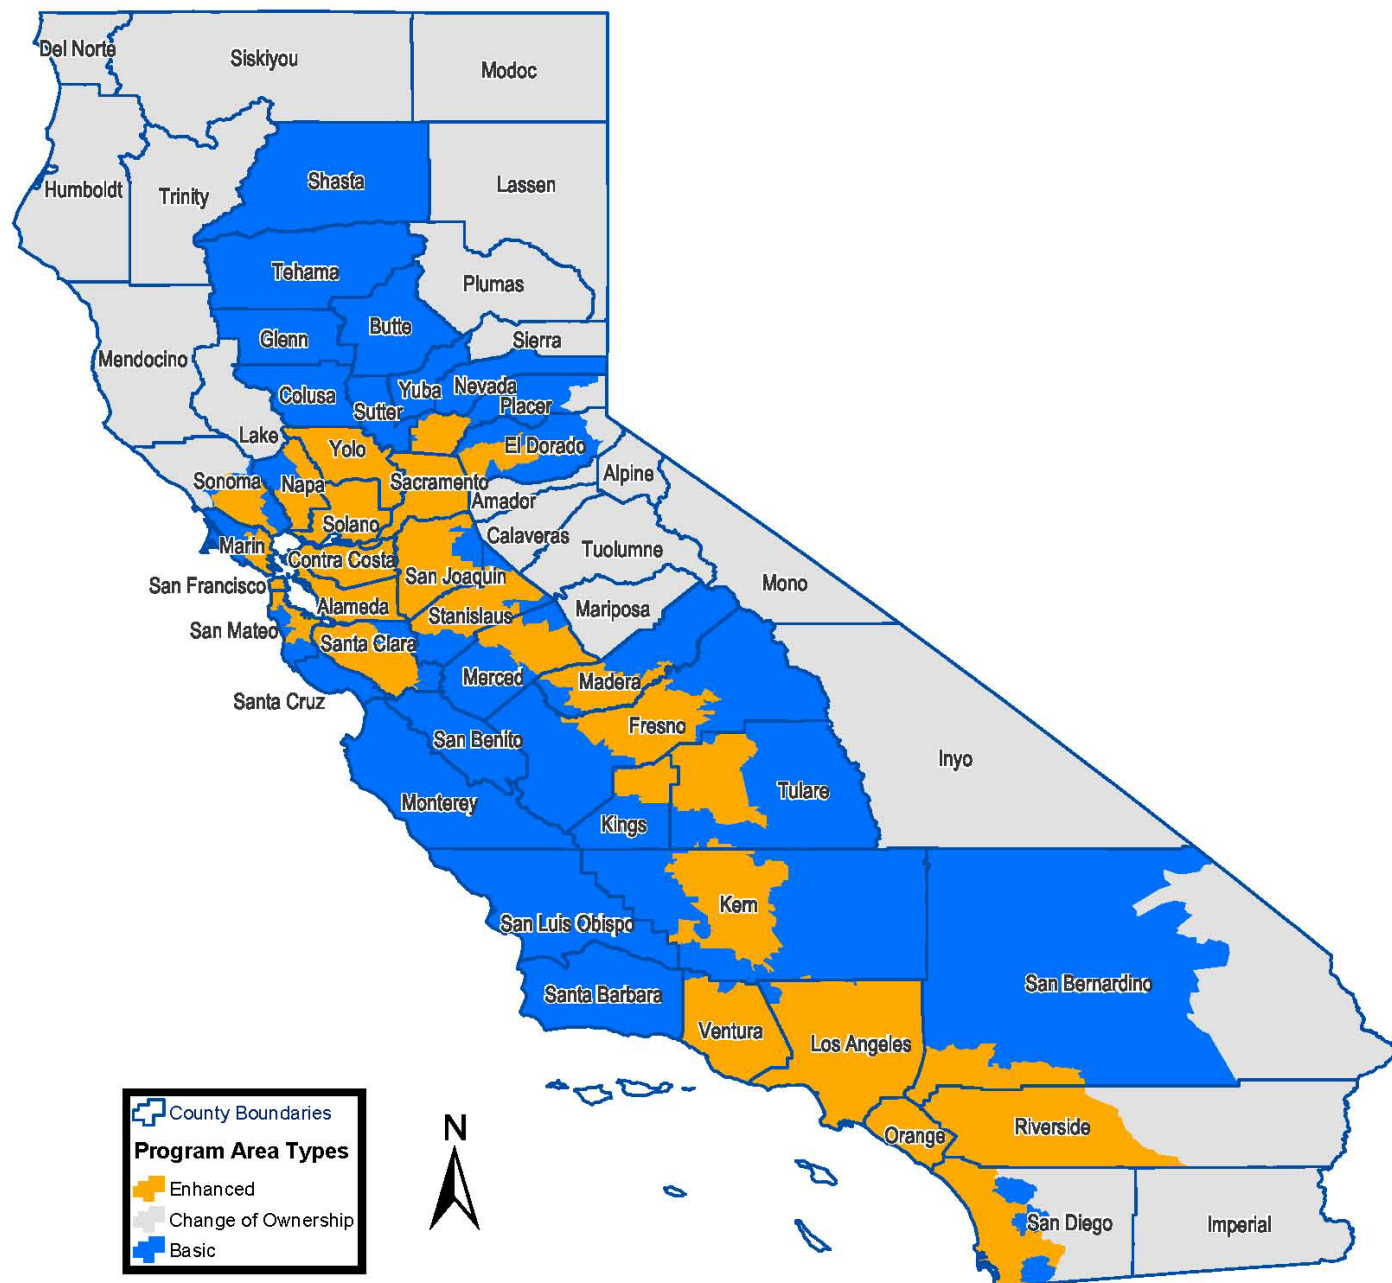 Del Norte
Siskiyou
Modoc
Humboldt
Trinity
Shasta
Lassen
Tehama
Plumas
Mendocino
Glenn
Butte
Sierra
Colusa
Sutter
Yuba
Nevada
Placer
Lake
Yolo
El Dorado
Sonoma
Napa
Sacramento
Alpine
Amador
Solano
Calaveras
Tuolumne
Marin
Contra Costa
San Joaquin
Mono
San Francisco
Alameda
Stanislaus
Mariposa
San Mateo
Santa Clara
Merced
Madera
Santa Cruz
San Benito
Fresno
Inyo
Monterey
Kings
Tulare
Kern
San Luis Obispo
San Bernardino
Santa Barbara
Ventura
Los Angeles
Orange
Riverside
San Diego
Imperial
County Boundaries
Program Area Types
Enhanced
Change of Ownership
Basic
N